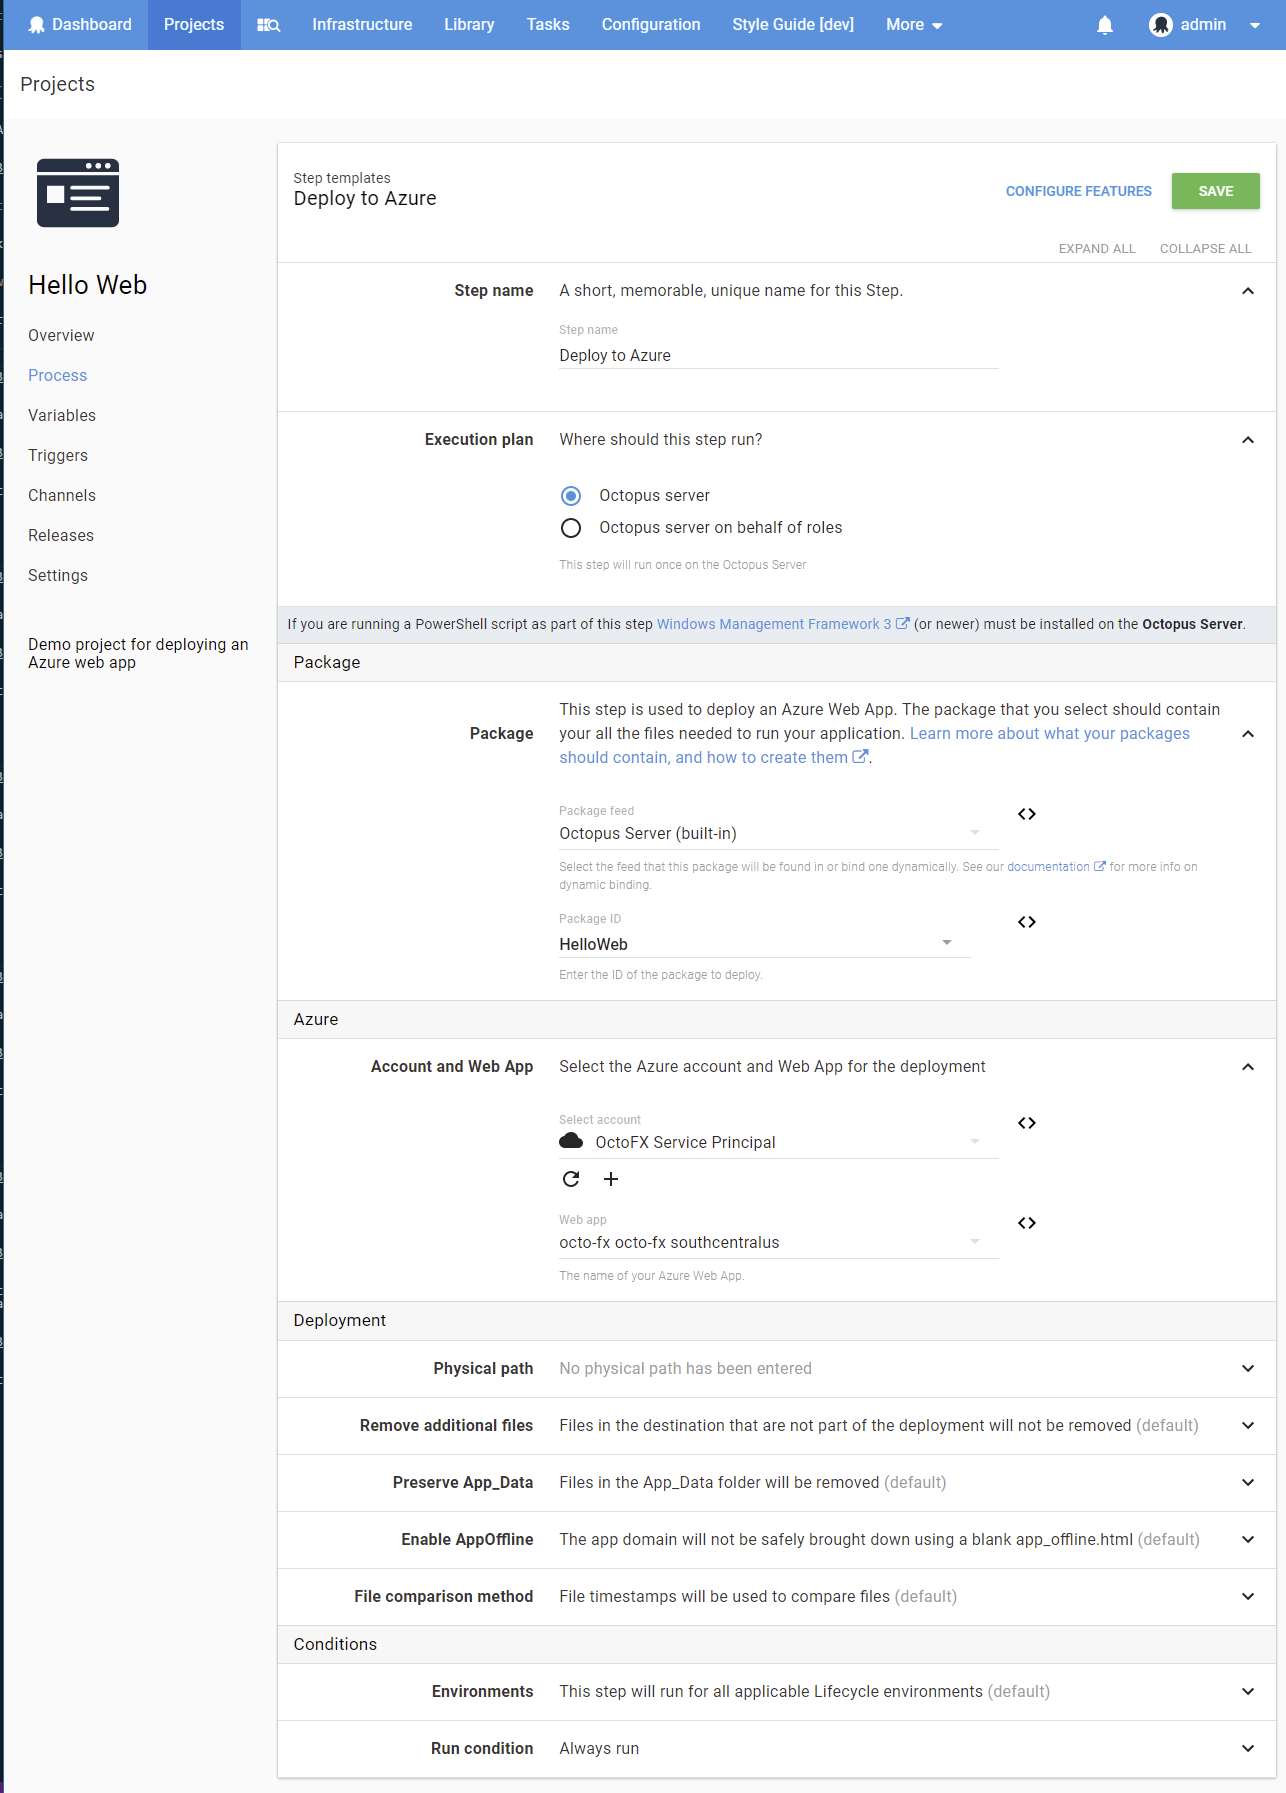 Dashboard Projects Infrastructure Library Tasks Configuration Style Guide [dev] More admin
Projects
Hello Web
Overview
Process
Variables
Triggers
Channels
Releases
Settings
Demo project for deploying an
Azure web app
Step templates
Deploy to Azure
CONFIGURE FEATURES SAVE
EXPAND ALL COLLAPSE ALL
Step name A short, memorable, unique name for this Step.
Step name
Deploy to Azure
Execution plan Where should this step run?
Octopus server
Octopus server on behalf of roles
This step will run once on the Octopus Server
If you are running a PowerShell script as part of this step Windows Management Framework 3 (or newer) must be installed on the Octopus Server.
Package
This step is used to deploy an Azure Web App. The package that you select should contain
Package your all the files needed to run your application. Learn more about what your packages
should contain, and how to create them.
Package feed
Octopus Server (built-in)
Select the feed that this package will be found in or bind one dynamically. See our documentation for more info on
dynamic binding.
Package ID
HelloWeb
Enter the ID of the package to deploy.
Azure
Account and Web App Select the Azure account and Web App for the deployment
Select account
OctoFX Service Principal
Web app
octo-fx octo-fx southcentralus
The name of your Azure Web App.
Deployment
Physical path No physical path has been entered
Remove additional files Files in the destination that are not part of the deployment will not be removed (default)
Preserve App_Data Files in the App_Data folder will be removed (default)
Enable AppOffline The app domain will not be safely brought down using a blank app_offline.html (default)
File comparison method File timestamps will be used to compare files (default)
Conditions
Environments This step will run for all applicable Lifecycle environments (default)
Run condition Always run